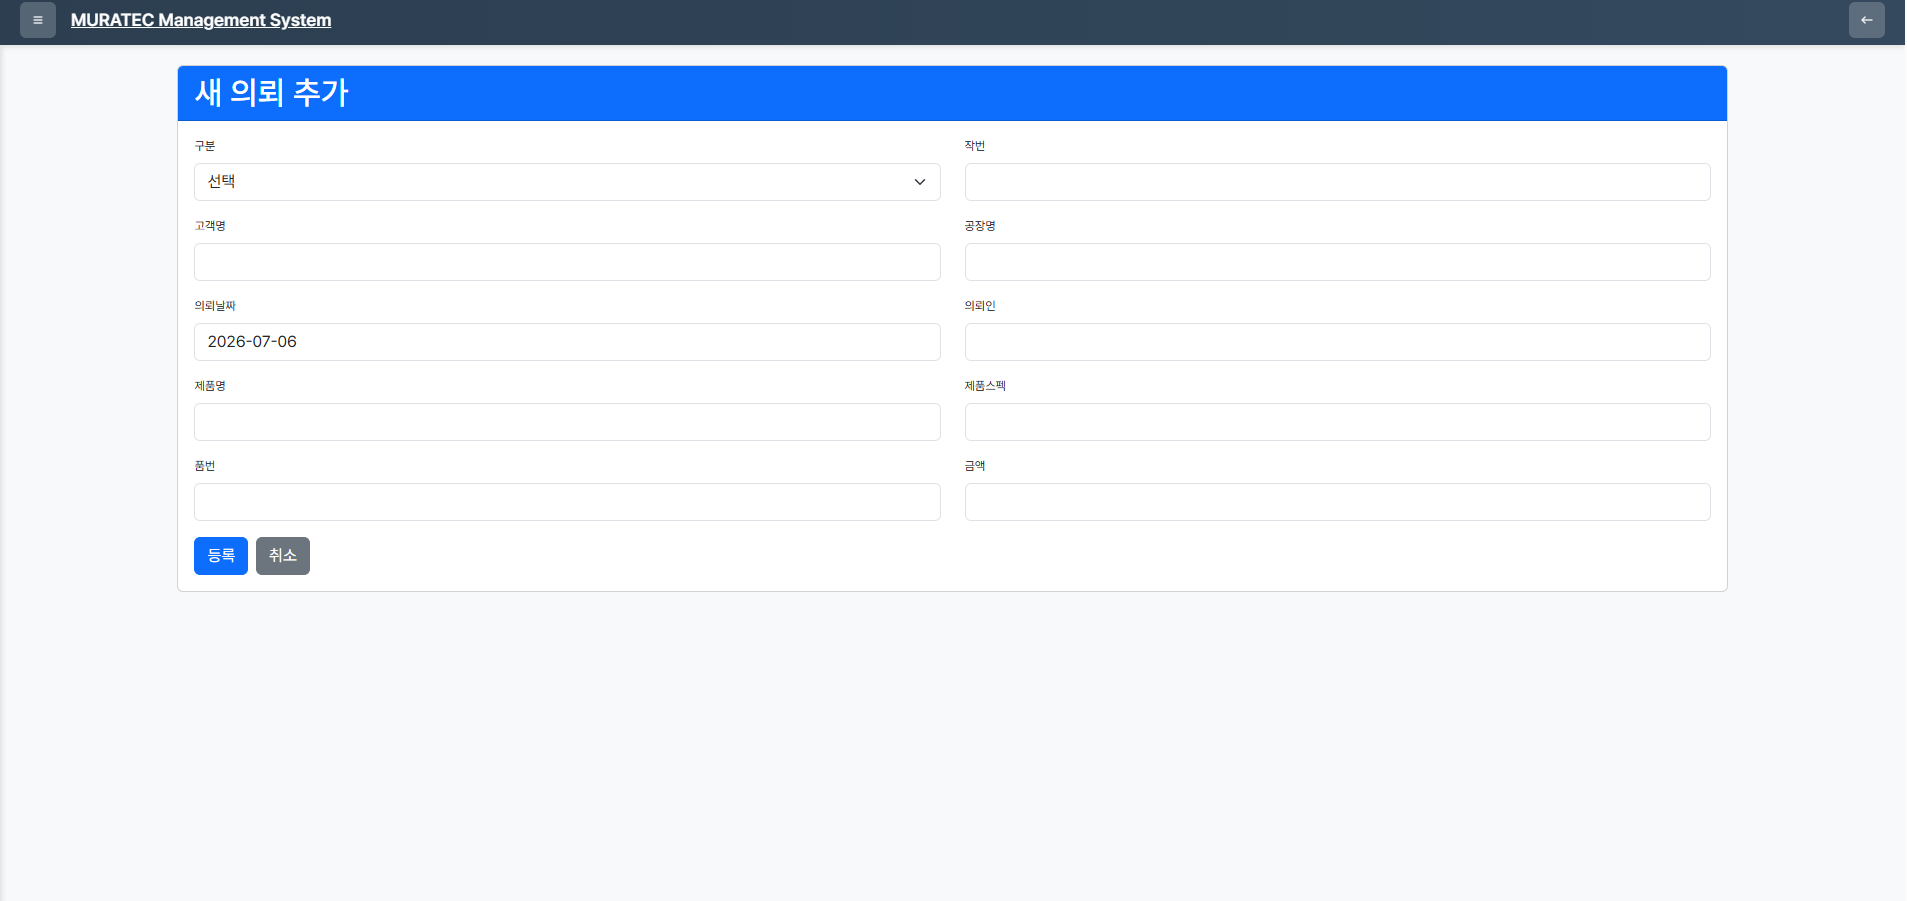 MURATEC Management System
새 의뢰 추가
구분
작번
선택
고객명
공장명
의뢰날짜
의뢰인
2026-07-06
제품명
제품스펙
품번
금액
등록 취소